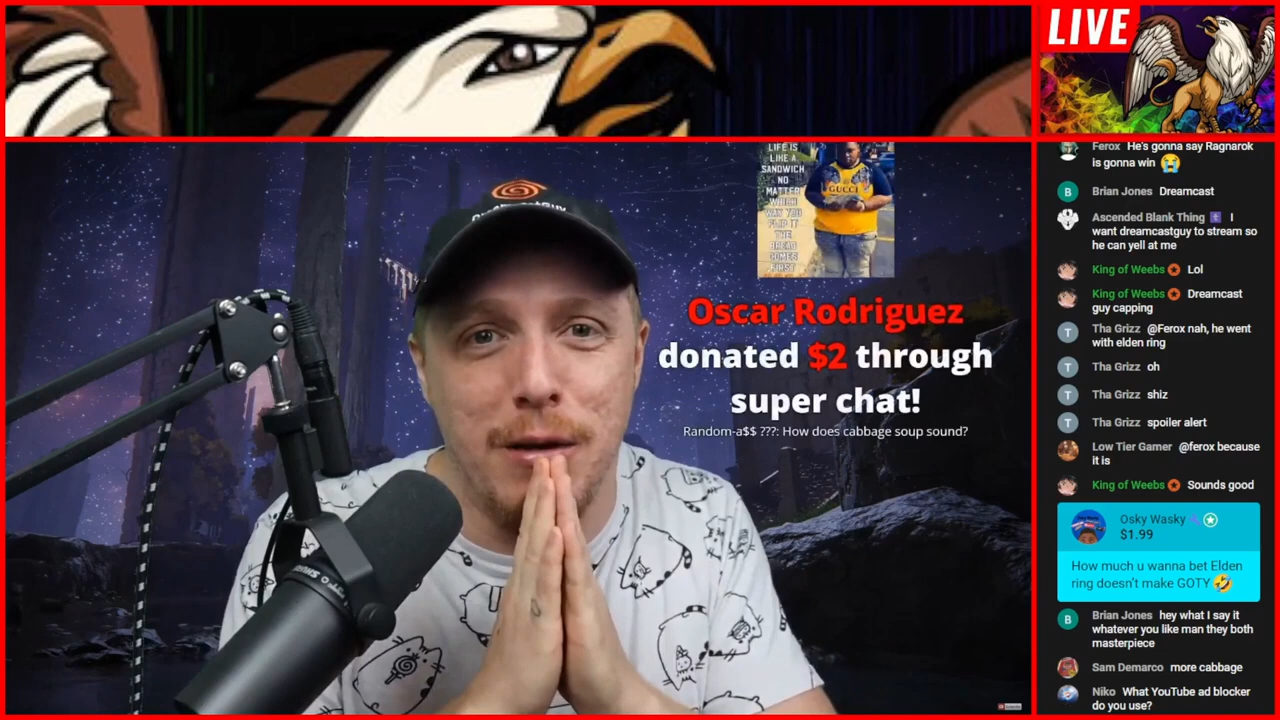 LIVE
LIFE IS
LIKE A
SANDWICH
NO
MATTER
WHICH
WAY YOU
FLIP IT
THE
BREAD
COMES
FIRST
GUCCI
Oscar Rodriguez
donated $2 through
super chat!
Random-a$$ ???: How does cabbage soup sound?
Ferox He's gonna say Ragnarok
is gonna win 😭
B Brian Jones Dreamcast
Ascended Blank Thing I
want dreamcastguy to stream so
he can yell at me
King of Weebs Lol
King of Weebs Dreamcast
guy capping
T Tha Grizz @Ferox nah, he went
with elden ring
T Tha Grizz oh
T Tha Grizz shiz
T Tha Grizz spoiler alert
Low Tier Gamer @ferox because
it is
King of Weebs Sounds good
Osky Wasky
$1.99
How much u wanna bet Elden
ring doesn't make GOTY 🤣
B Brian Jones hey what I say it
whatever you like man they both
masterpiece
Sam Demarco more cabbage
Niko What YouTube ad blocker
do you use?